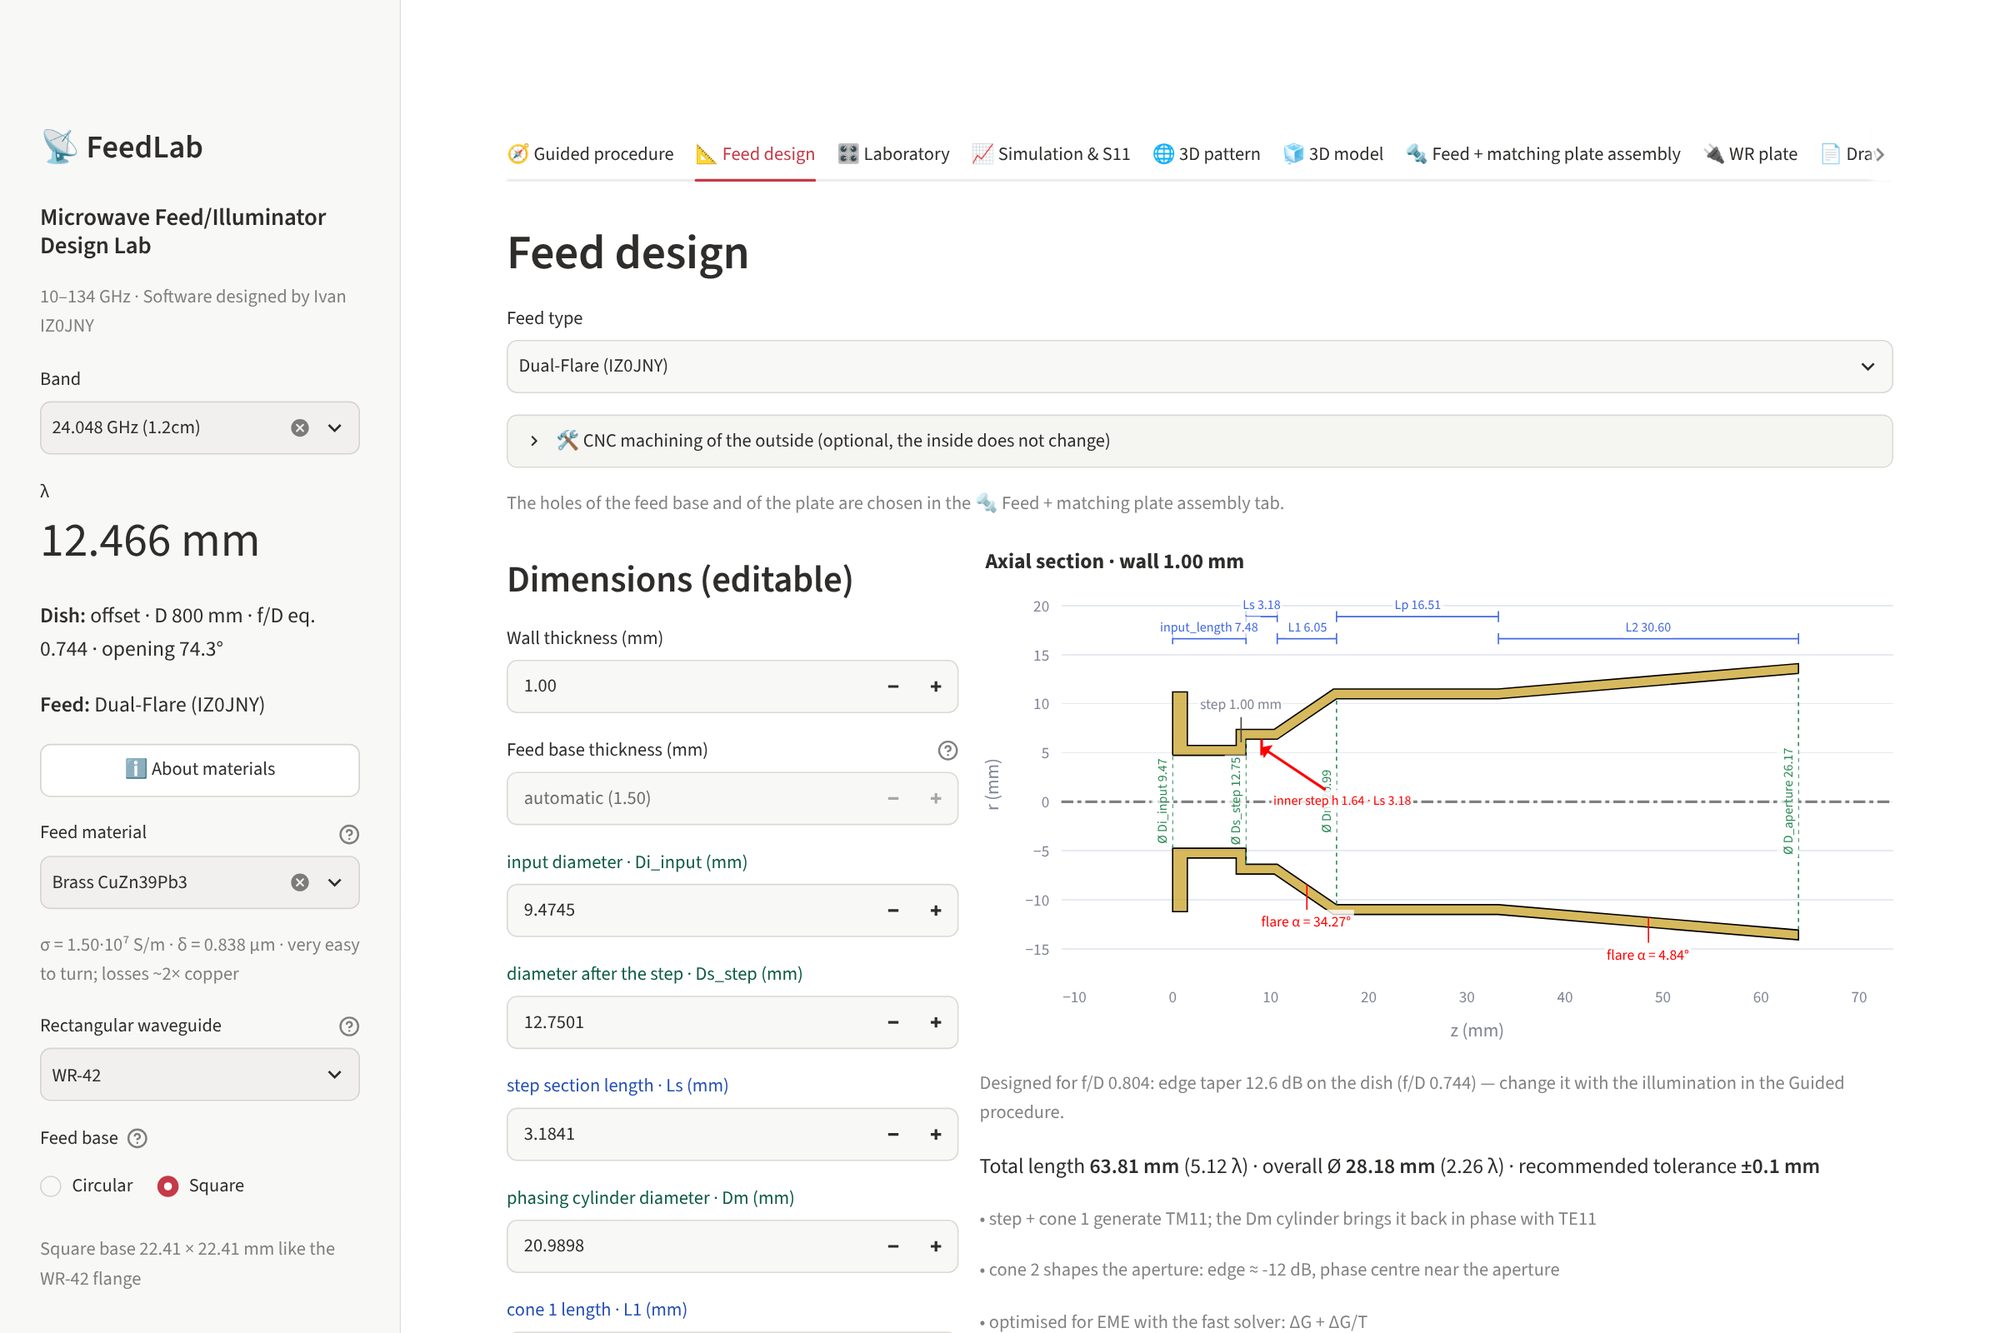 📡 FeedLab
Microwave Feed/Illuminator
Design Lab
10–134 GHz · Software designed by Ivan
IZ0JNY
Band
24.048 GHz (1.2cm)
λ
12.466 mm
Dish: offset · D 800 mm · f/D eq.
0.744 · opening 74.3°
Feed: Dual-Flare (IZ0JNY)
ℹ️ About materials
Feed material
Brass CuZn39Pb3
σ = 1.50·10⁷ S/m · δ = 0.838 µm · very easy
to turn; losses ~2× copper
Rectangular waveguide
WR-42
Feed base
Circular
Square
Square base 22.41 × 22.41 mm like the
WR-42 flange
🧭 Guided procedure
📐 Feed design
🎛️ Laboratory
📈 Simulation & S11
🌐 3D pattern
🧊 3D model
🔩 Feed + matching plate assembly
🔌 WR plate
📄
Feed design
Feed type
Dual-Flare (IZ0JNY)
🛠️ CNC machining of the outside (optional, the inside does not change)
The holes of the feed base and of the plate are chosen in the 🔩 Feed + matching plate assembly tab.
Dimensions (editable)
Wall thickness (mm)
1.00
Feed base thickness (mm)
automatic (1.50)
input diameter · Di_input (mm)
9.4745
diameter after the step · Ds_step (mm)
12.7501
step section length · Ls (mm)
3.1841
phasing cylinder diameter · Dm (mm)
20.9898
cone 1 length · L1 (mm)
Axial section · wall 1.00 mm
Ls 3.18
Lp 16.51
input_length 7.48
L1 6.05
L2 30.60
step 1.00 mm
Ø Di_input 9.47
Ø Ds_step 12.75
inner step h 1.64 · Ls 3.18
Ø D_aperture 26.17
flare α = 34.27°
flare α = 4.84°
20
15
10
5
0
−5
−10
−15
r (mm)
−10
0
10
20
30
40
50
60
70
z (mm)
Designed for f/D 0.804: edge taper 12.6 dB on the dish (f/D 0.744) — change it with the illumination in the Guided
procedure.
Total length 63.81 mm (5.12 λ) · overall Ø 28.18 mm (2.26 λ) · recommended tolerance ±0.1 mm
• step + cone 1 generate TM11; the Dm cylinder brings it back in phase with TE11
• cone 2 shapes the aperture: edge ≈ -12 dB, phase centre near the aperture
• optimised for EME with the fast solver: ΔG + ΔG/T